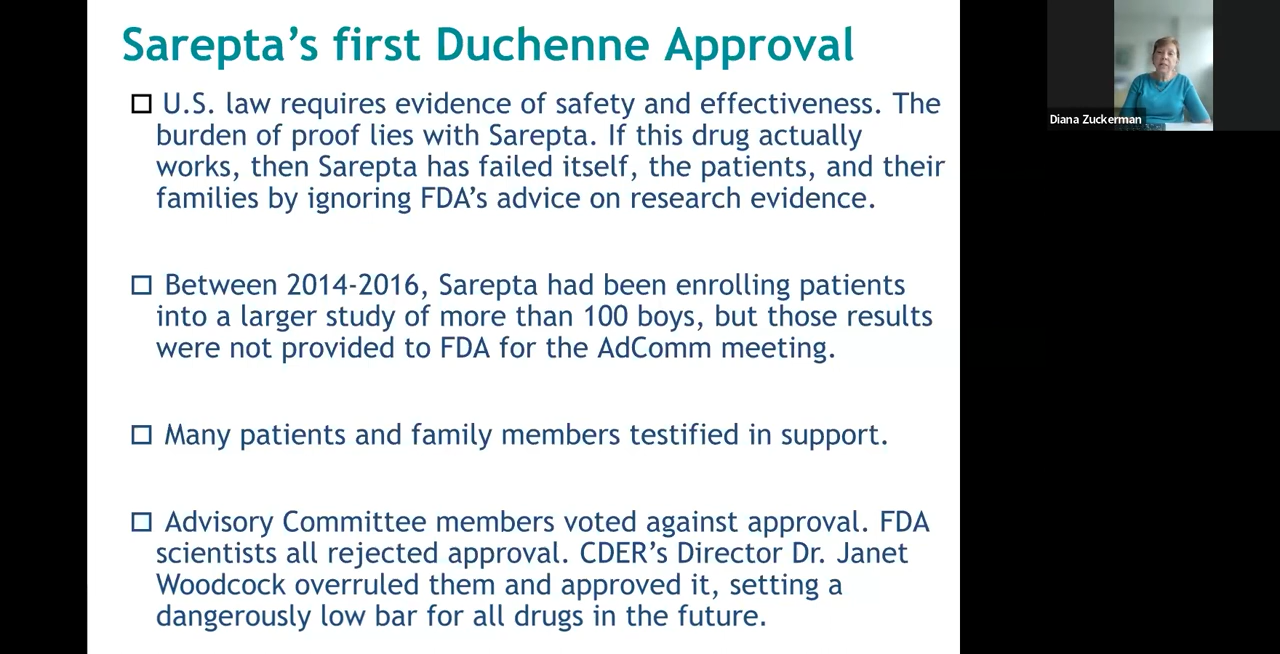 Sarepta’s first Duchenne Approval
U.S. law requires evidence of safety and effectiveness. The
burden of proof lies with Sarepta. If this drug actually
works, then Sarepta has failed itself, the patients, and their
families by ignoring FDA’s advice on research evidence.
Between 2014-2016, Sarepta had been enrolling patients
into a larger study of more than 100 boys, but those results
were not provided to FDA for the AdComm meeting.
Many patients and family members testified in support.
Advisory Committee members voted against approval. FDA
scientists all rejected approval. CDER’s Director Dr. Janet
Woodcock overruled them and approved it, setting a
dangerously low bar for all drugs in the future.
Diana Zuckerman